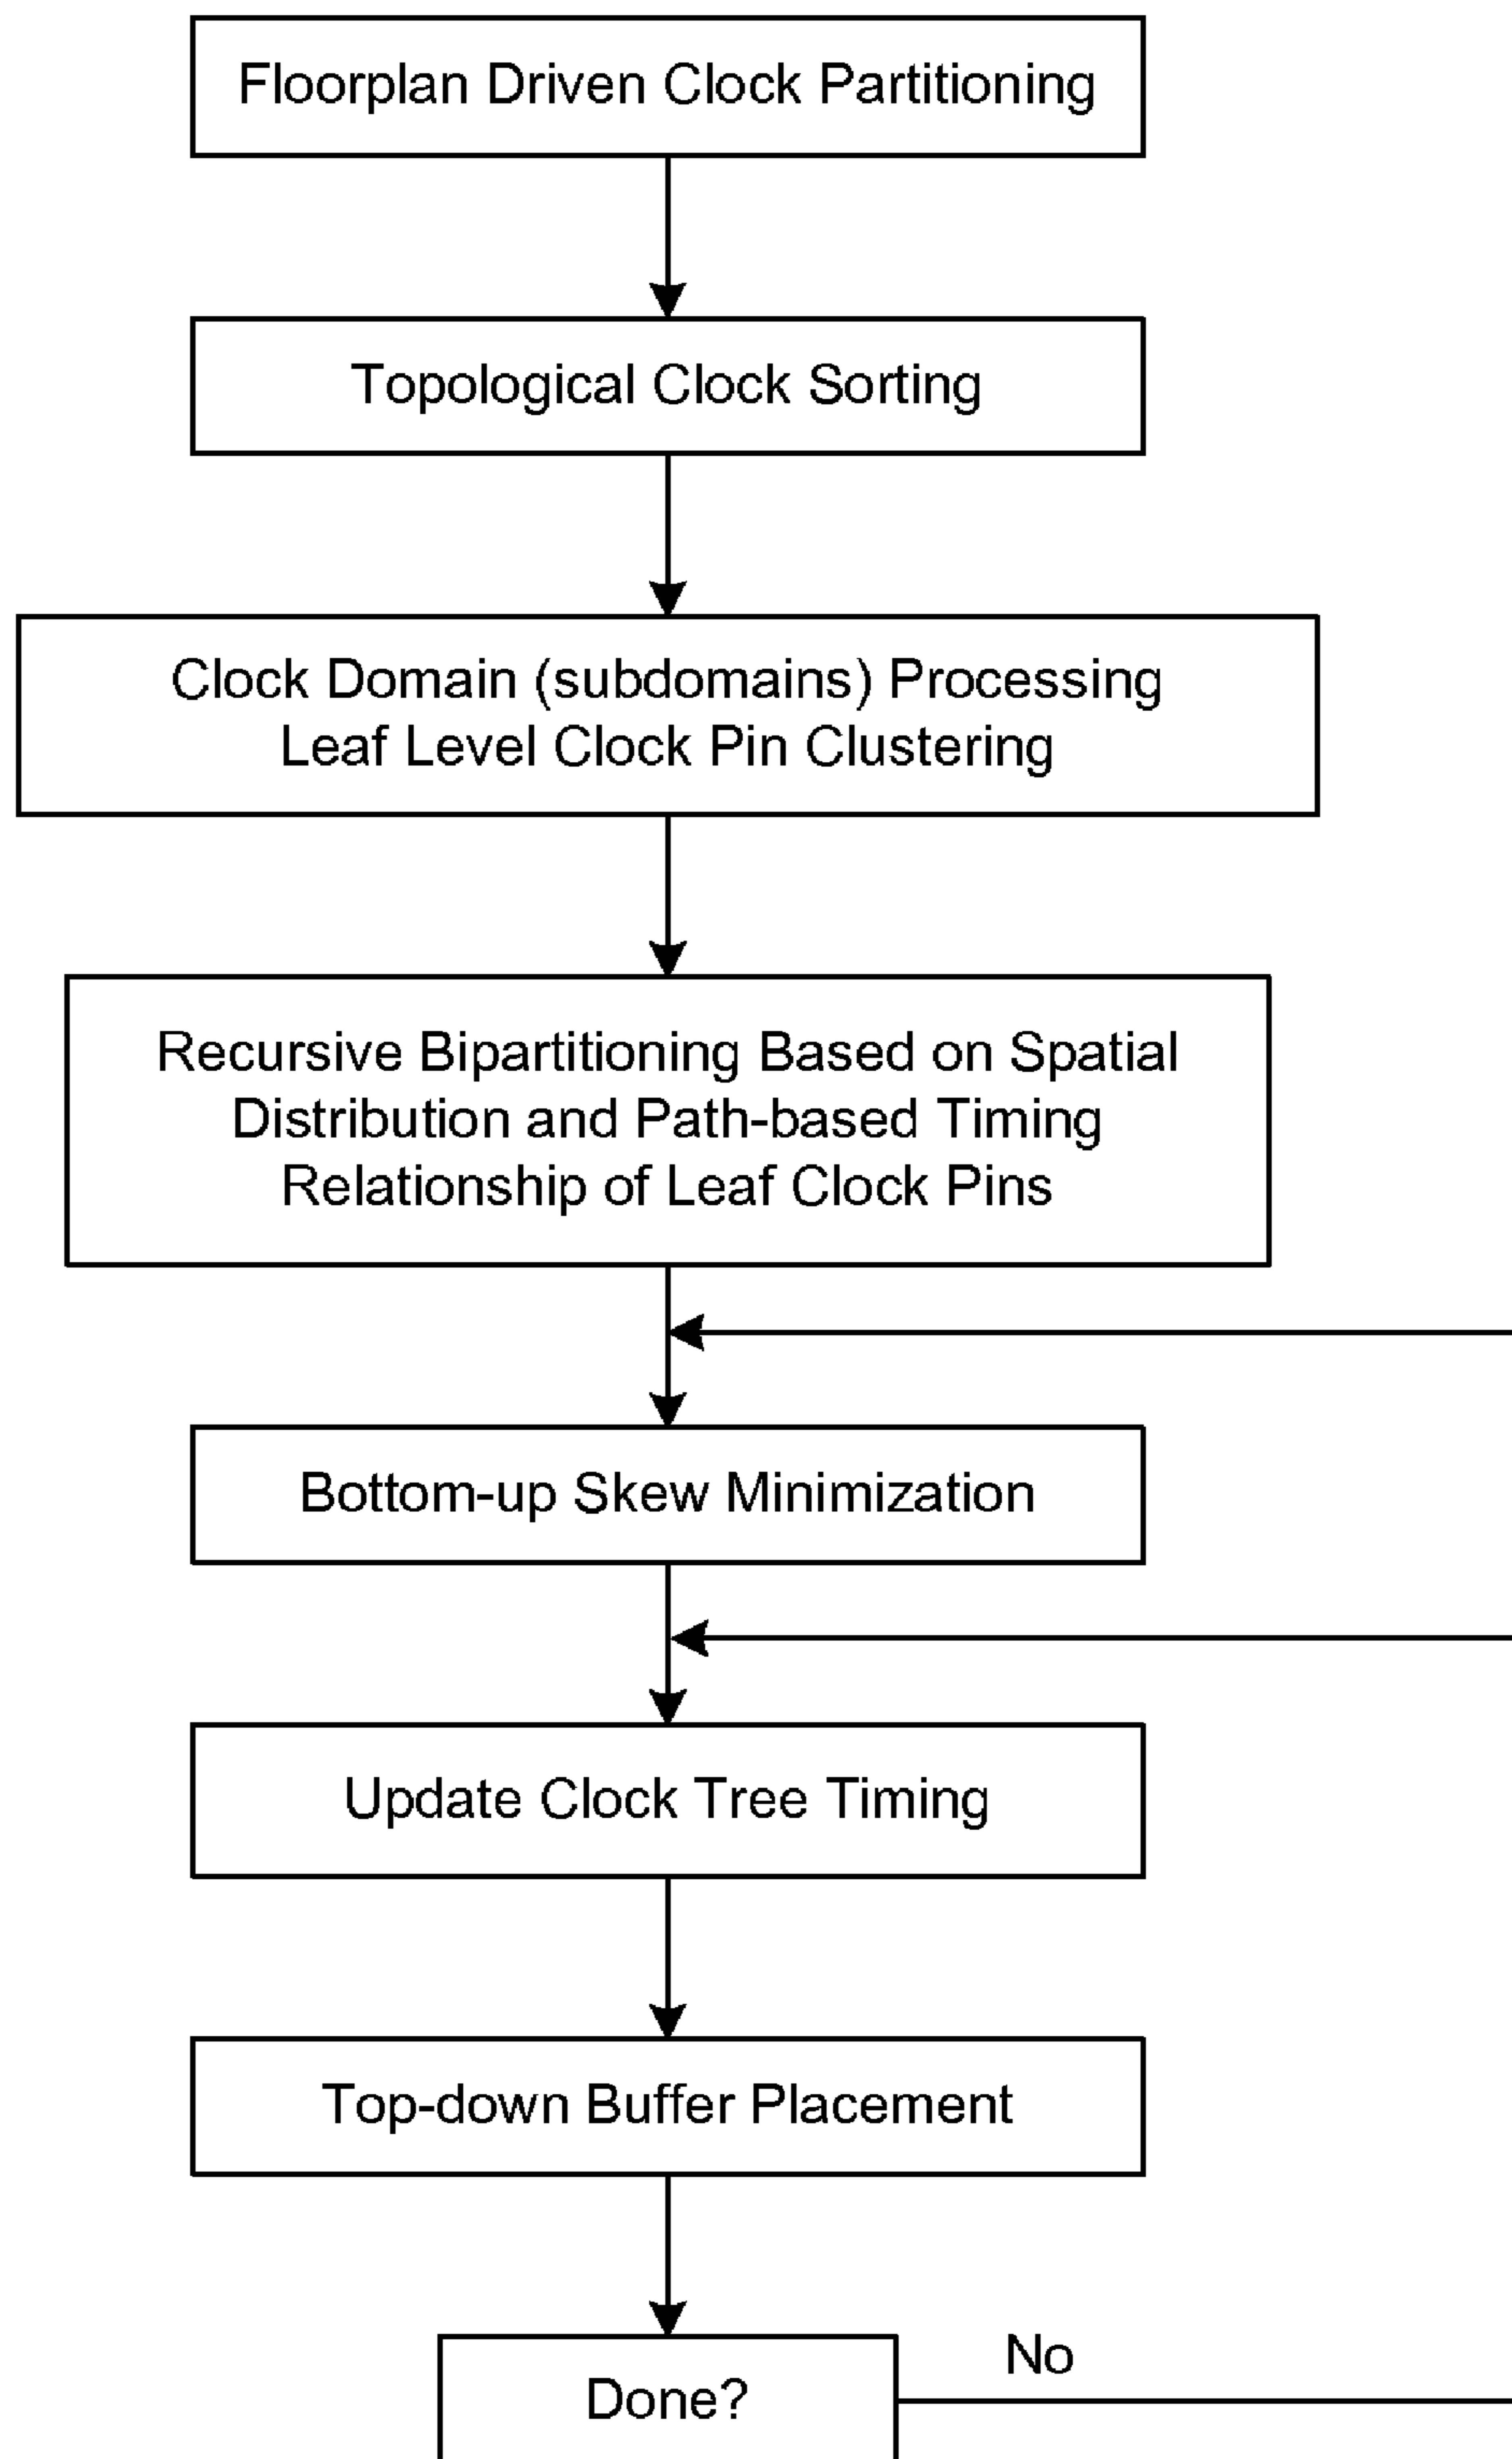 Floorplan Driven Clock Partitioning
Topological Clock Sorting
Clock Domain (subdomains) Processing
Leaf Level Clock Pin Clustering
Recursive Bipartitioning Based on Spatial
Distribution and Path-based Timing
Relationship of Leaf Clock Pins
Bottom-up Skew Minimization
Update Clock Tree Timing
Top-down Buffer Placement
No
Done?